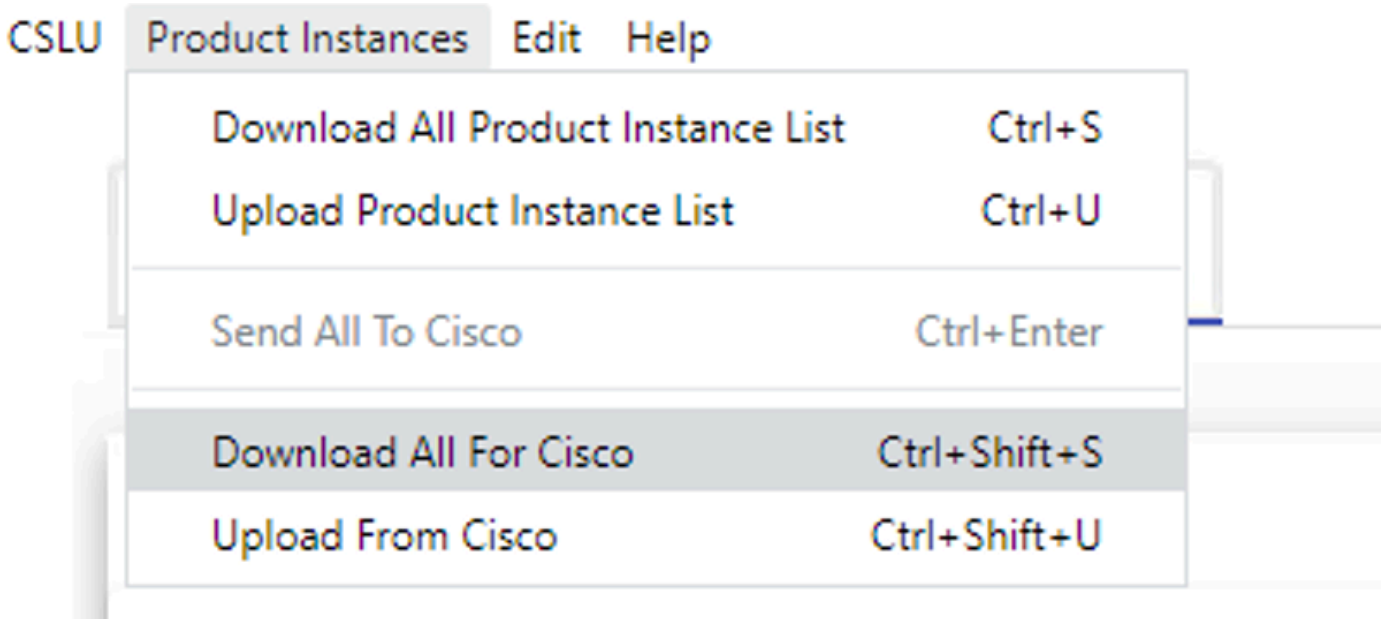 CSLU Product Instances Edit Help
Download All Product Instance List Ctrl+S
Upload Product Instance List Ctrl+U
Send All To Cisco Ctrl+Enter
Download All For Cisco Ctrl+Shift+S
Upload From Cisco Ctrl+Shift+U